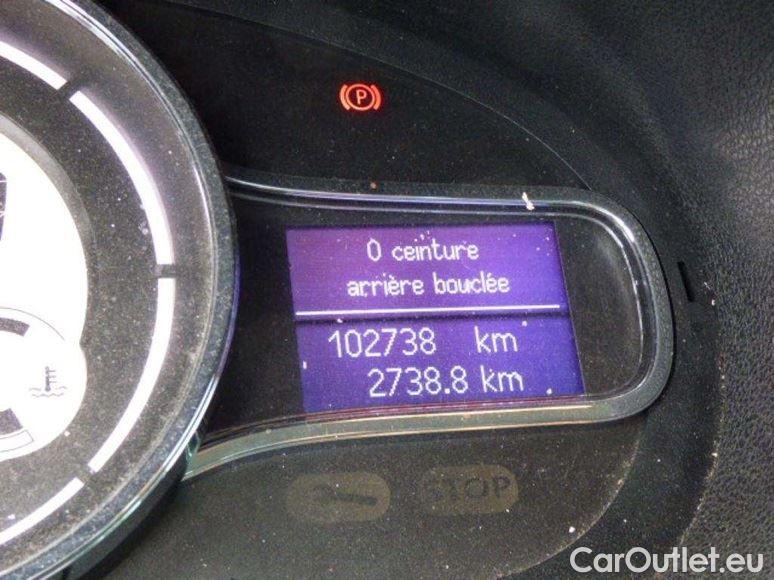 P
0 ceinture
arrière bouclée
102738 km
2738.8 km
STOP
CarOutlet.eu